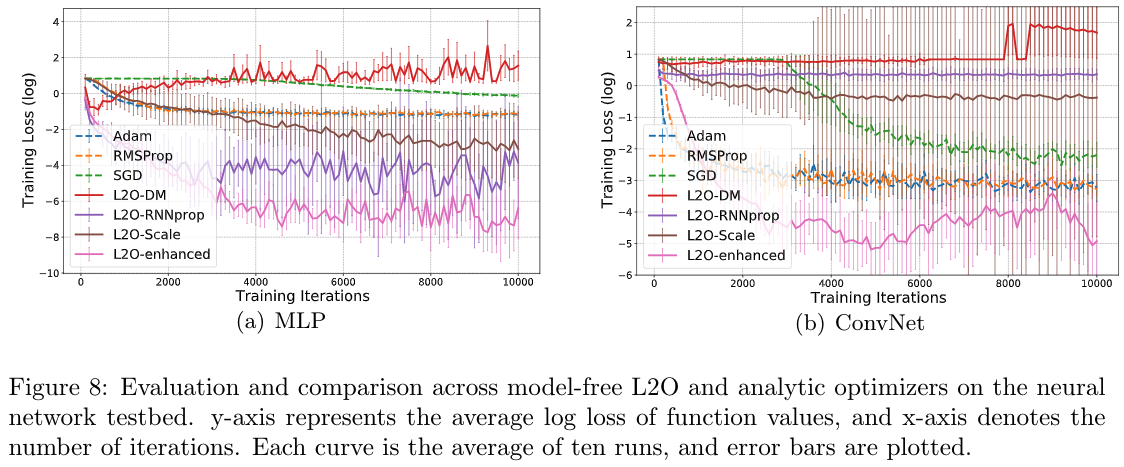 4
2
0
−2
−4
−6
−8
−10
Training Loss (log)
Adam
RMSProp
SGD
L2O-DM
L2O-RNNprop
L2O-Scale
L2O-enhanced
0 2000 4000 6000 8000 10000
Training Iterations
(a) MLP
2
1
0
−1
−2
−3
−4
−5
−6
Training Loss (log)
Adam
RMSProp
SGD
L2O-DM
L2O-RNNprop
L2O-Scale
L2O-enhanced
0 2000 4000 6000 8000 10000
Training Iterations
(b) ConvNet
Figure 8: Evaluation and comparison across model-free L2O and analytic optimizers on the neural
network testbed. y-axis represents the average log loss of function values, and x-axis denotes the
number of iterations. Each curve is the average of ten runs, and error bars are plotted.